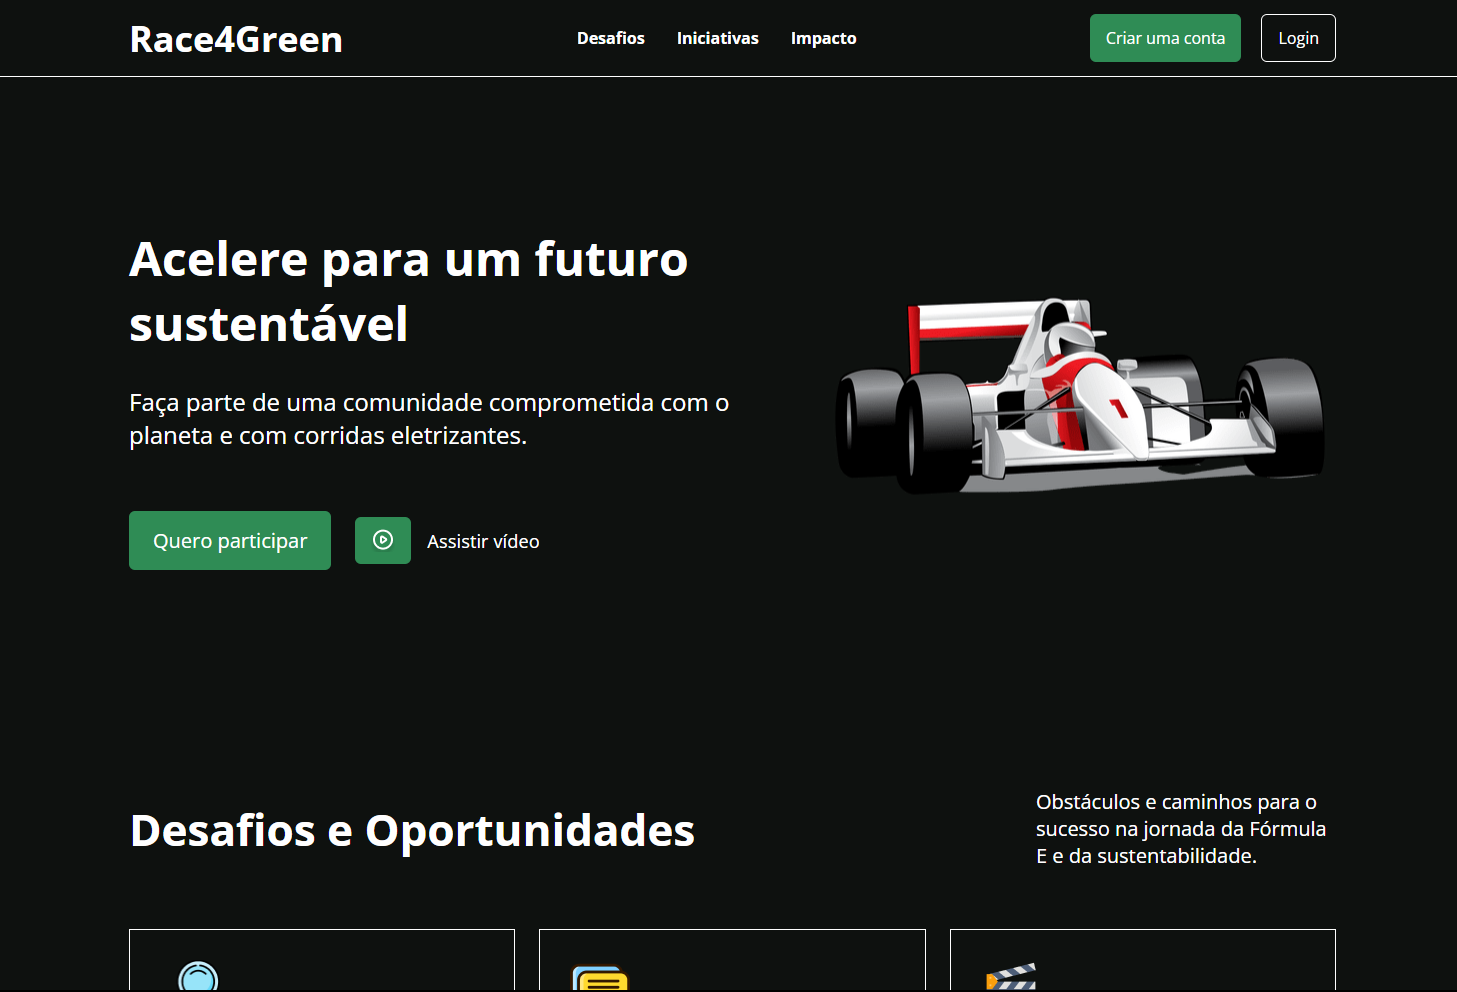 Race4Green
Desafios
Iniciativas
Impacto
Criar uma conta
Login
Acelere para um futuro
sustentável
Faça parte de uma comunidade comprometida com o
planeta e com corridas eletrizantes.
1
Quero participar
Assistir vídeo
Desafios e Oportunidades
Obstáculos e caminhos para o
sucesso na jornada da Fórmula
E e da sustentabilidade.